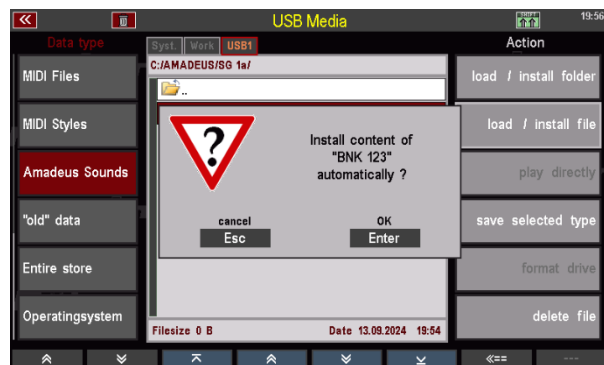 USB Media
19:56
Data type
Syst. Work USB1
Action
C:/AMADEUS/SG 1a/
MIDI Files
..
load / install folder
MIDI Styles
load / install file
Install content of
"BNK 123"
automatically ?
Amadeus Sounds
play directly
"old" data
cancel
OK
Esc
Enter
save selected type
Entire store
format drive
Operatingsystem
delete file
Filesize 0 B
Date 13.09.2024 19:54
«==
---